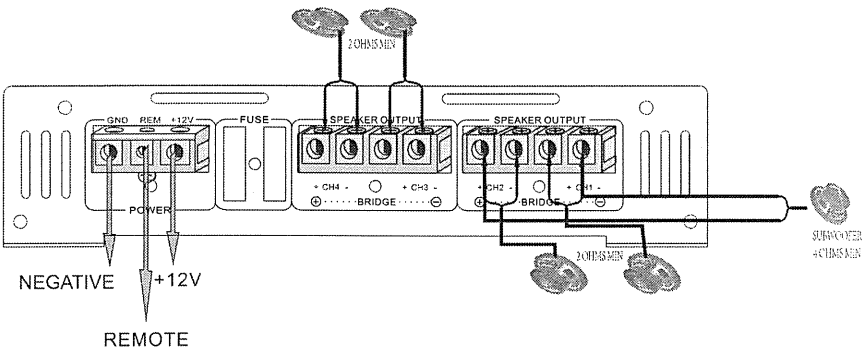 2 OHMS MIN
GND REM +12V
FUSE
SPEAKER OUTPUT
SPEAKER OUTPUT
+ CH4 - + CH3 -
+ CH2 - + CH1 -
⊕ BRIDGE ⊖
⊕ BRIDGE ⊖
POWER
SUBWOOFER
4 OHMS MIN
2 OHMS MIN
NEGATIVE
+12V
REMOTE